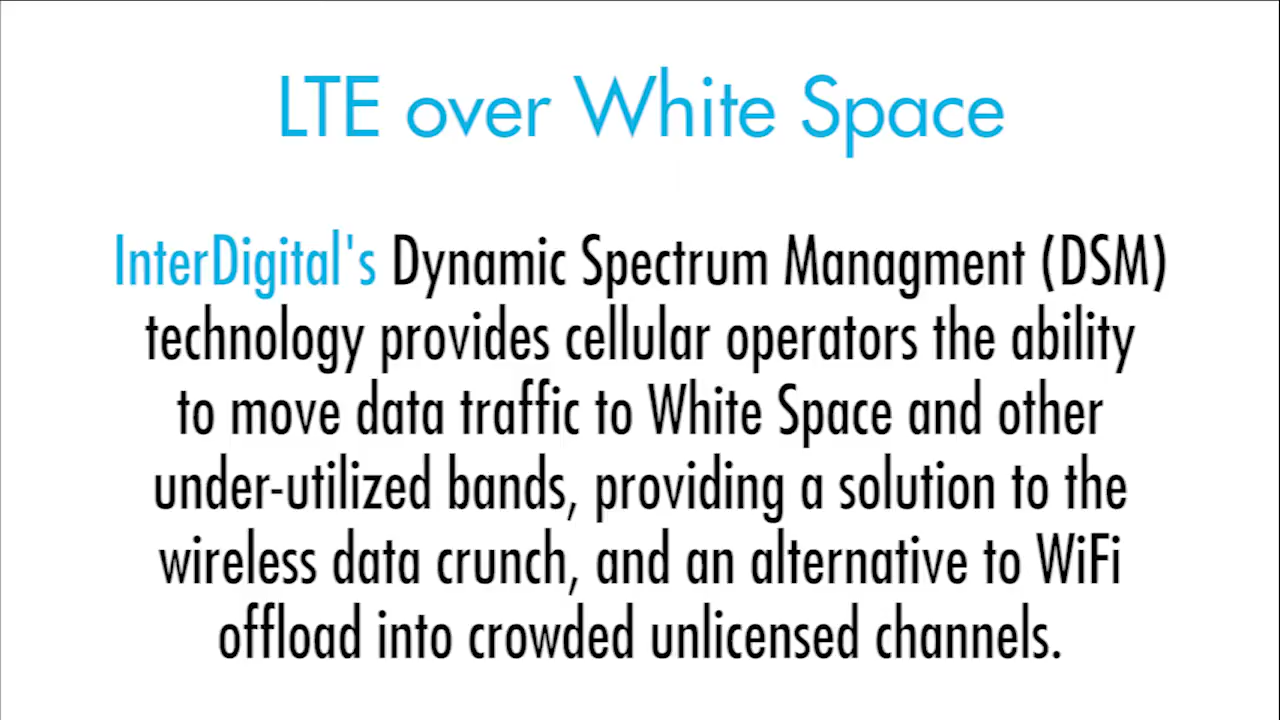 LTE over White Space
InterDigital's Dynamic Spectrum Managment (DSM)
technology provides cellular operators the ability
to move data traffic to White Space and other
under-utilized bands, providing a solution to the
wireless data crunch, and an alternative to WiFi
offload into crowded unlicensed channels.